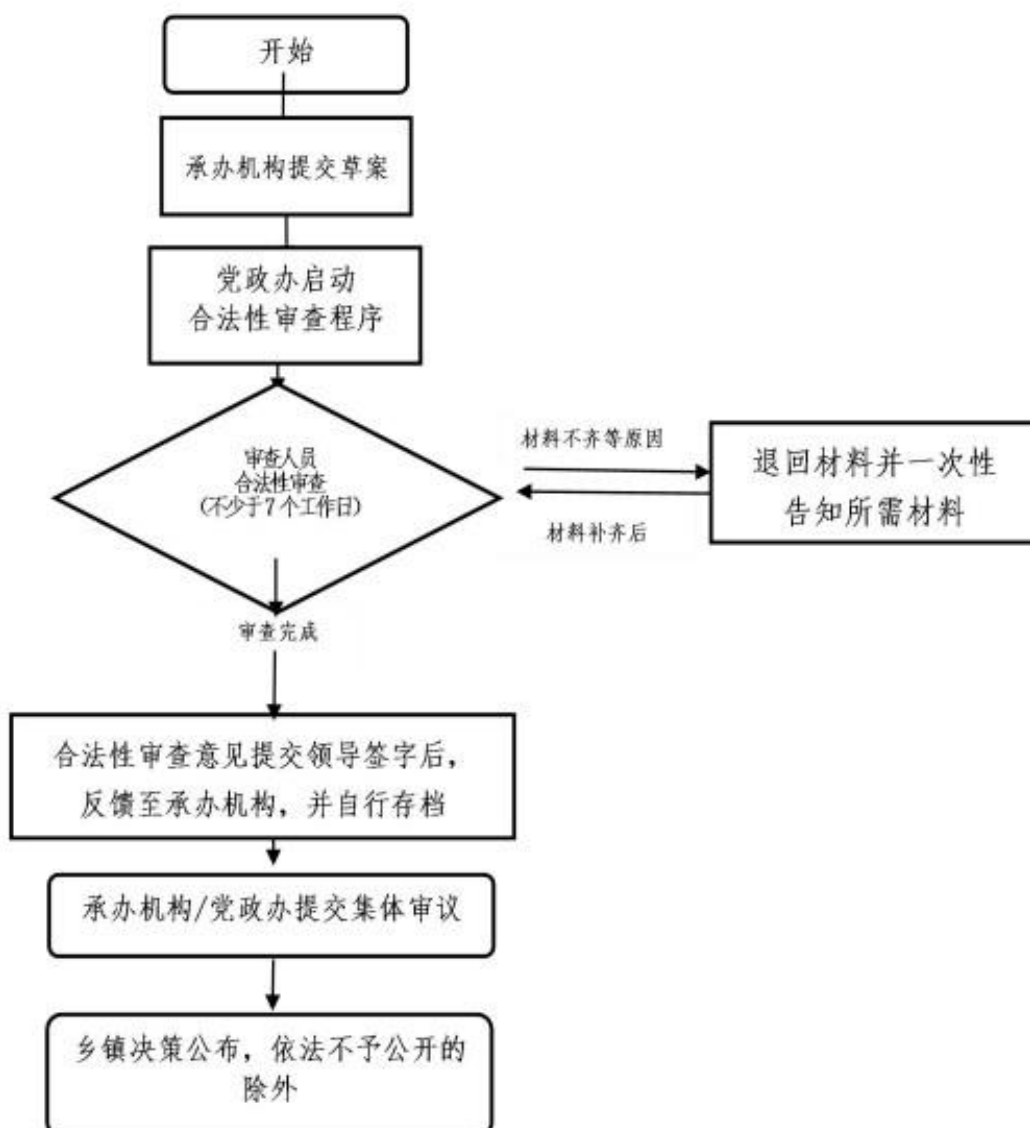 开始
承办机构提交草案
党政办启动
合法性审查程序
审查人员
合法性审查
(不少于7个工作日)
材料不齐等原因
材料补齐后
退回材料并一次性
告知所需材料
审查完成
合法性审查意见提交领导签字后，
反馈至承办机构，并自行存档
承办机构/党政办提交集体审议
乡镇决策公布，依法不予公开的
除外